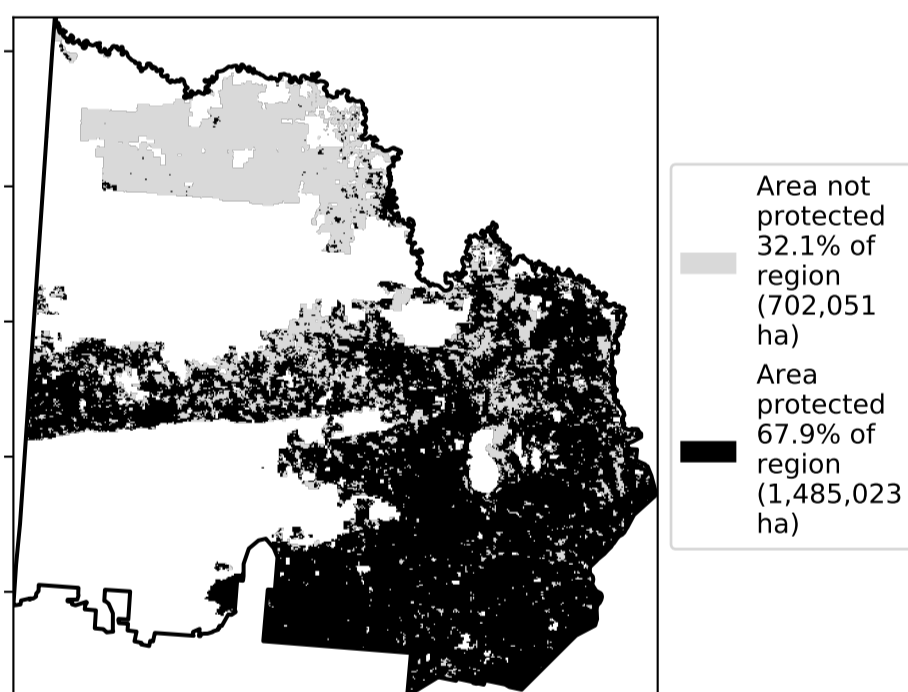 Area not
protected
32.1% of
region
(702,051
ha)
Area
protected
67.9% of
region
(1,485,023
ha)